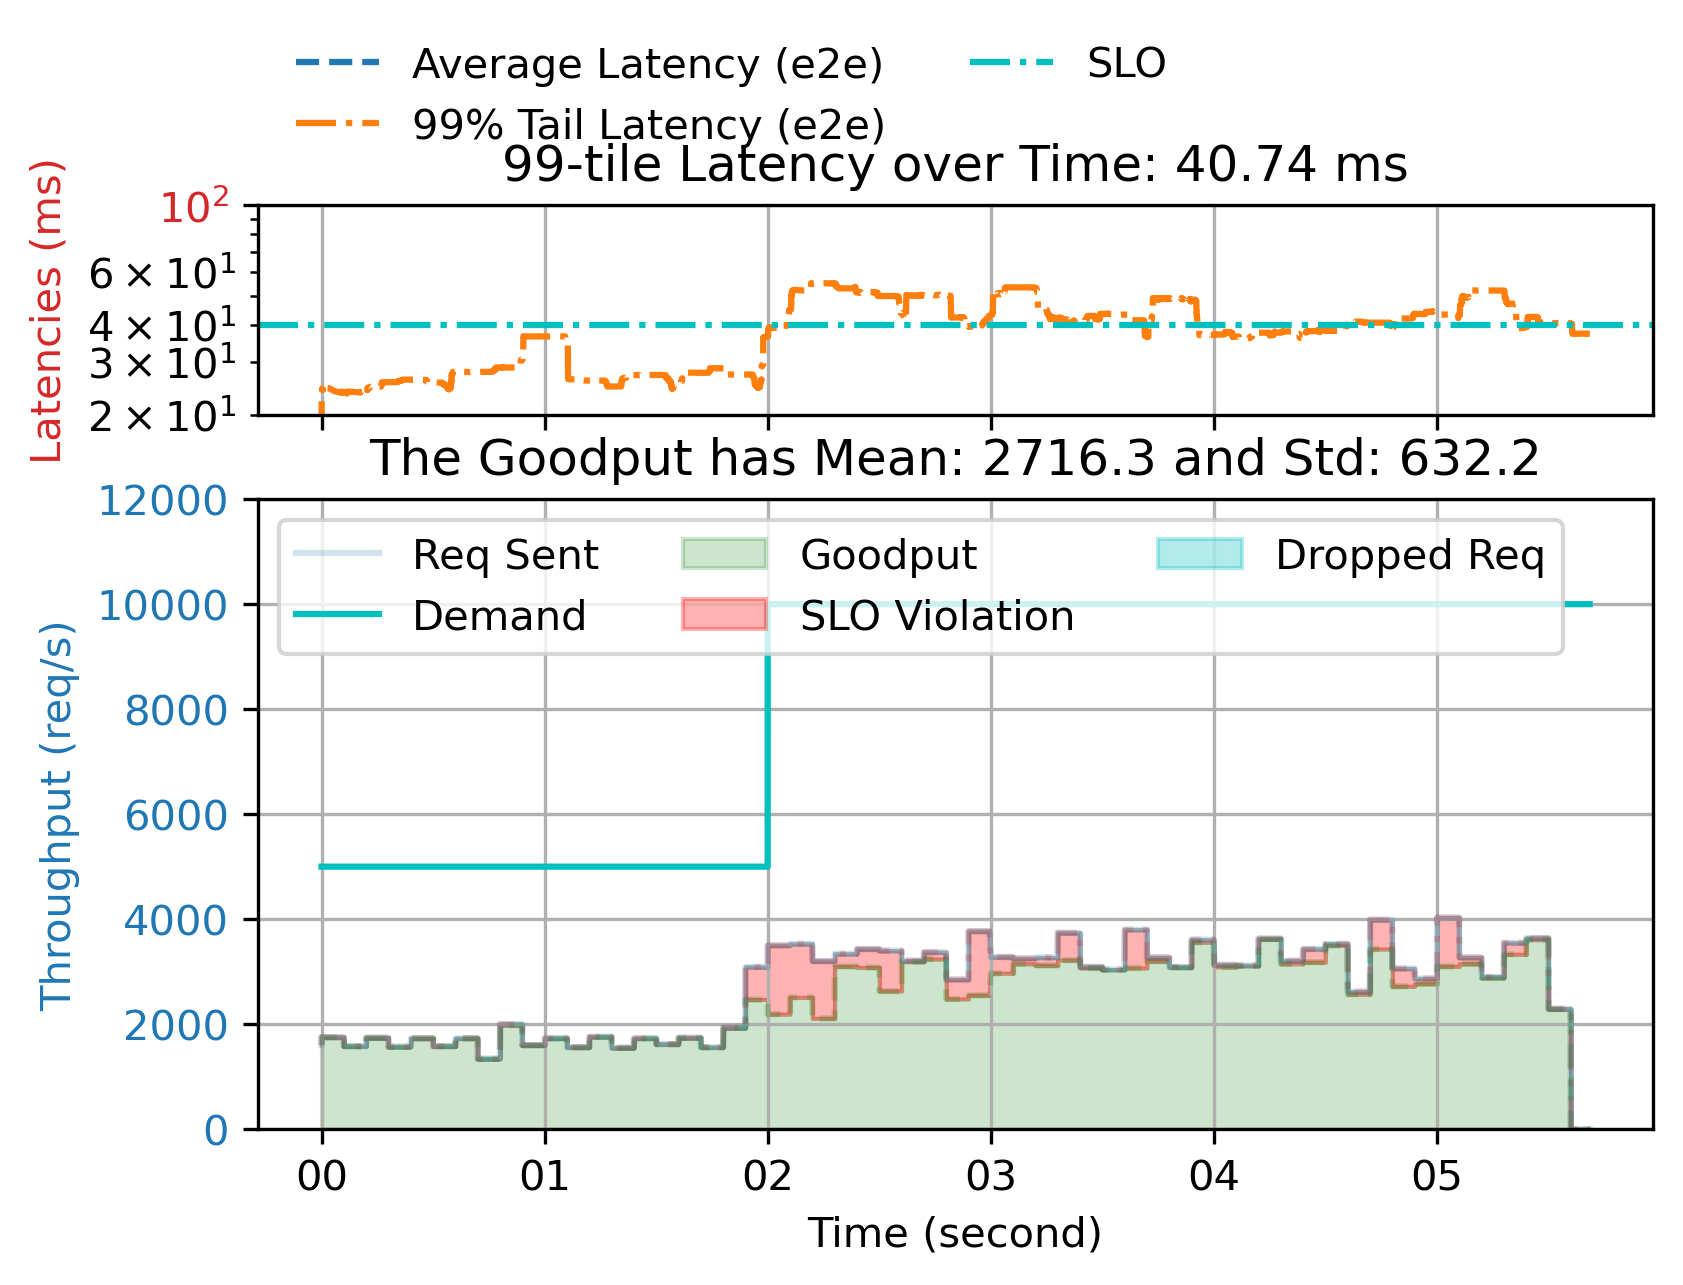 Average Latency (e2e)
SLO
99% Tail Latency (e2e)
99-tile Latency over Time: 40.74 ms
Latencies (ms)
10²
6 × 10¹
4 × 10¹
3 × 10¹
2 × 10¹
The Goodput has Mean: 2716.3 and Std: 632.2
Throughput (req/s)
12000
10000
8000
6000
4000
2000
0
Req Sent
Goodput
Dropped Req
Demand
SLO Violation
00 01 02 03 04 05
Time (second)